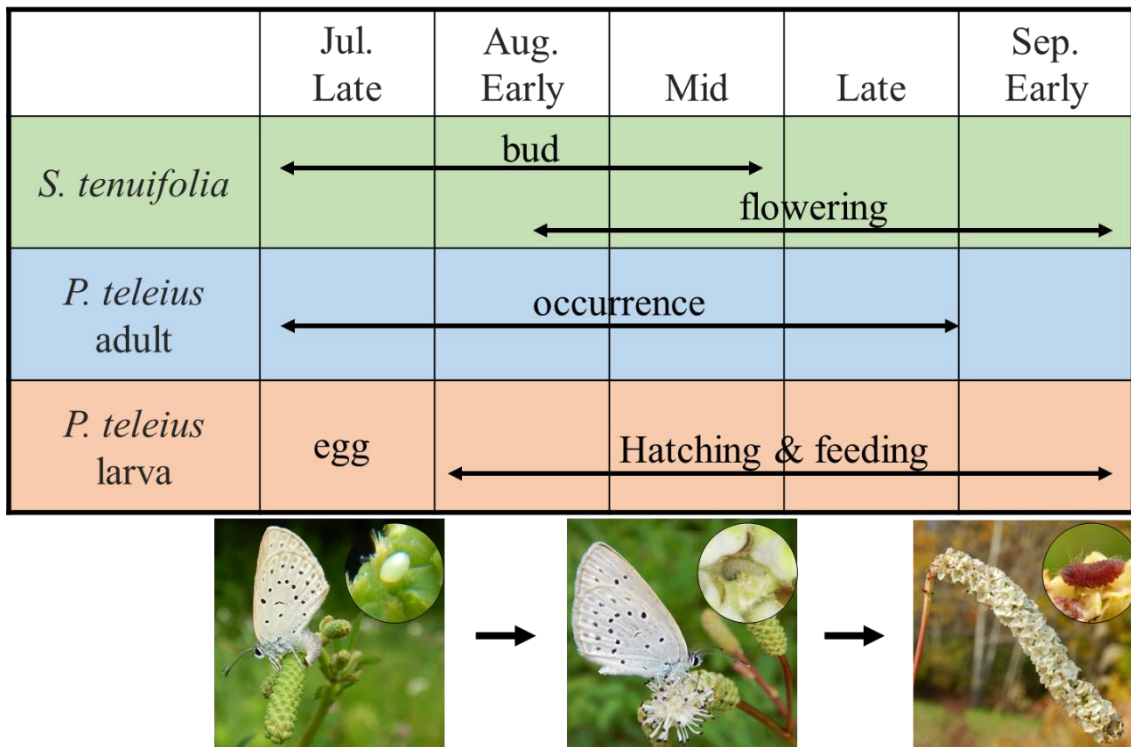 Jul.
Late
Aug.
Early
Mid
Late
Sep.
Early
S. tenuifolia
bud
flowering
P. teleius
adult
occurrence
P. teleius
larva
egg
Hatching & feeding